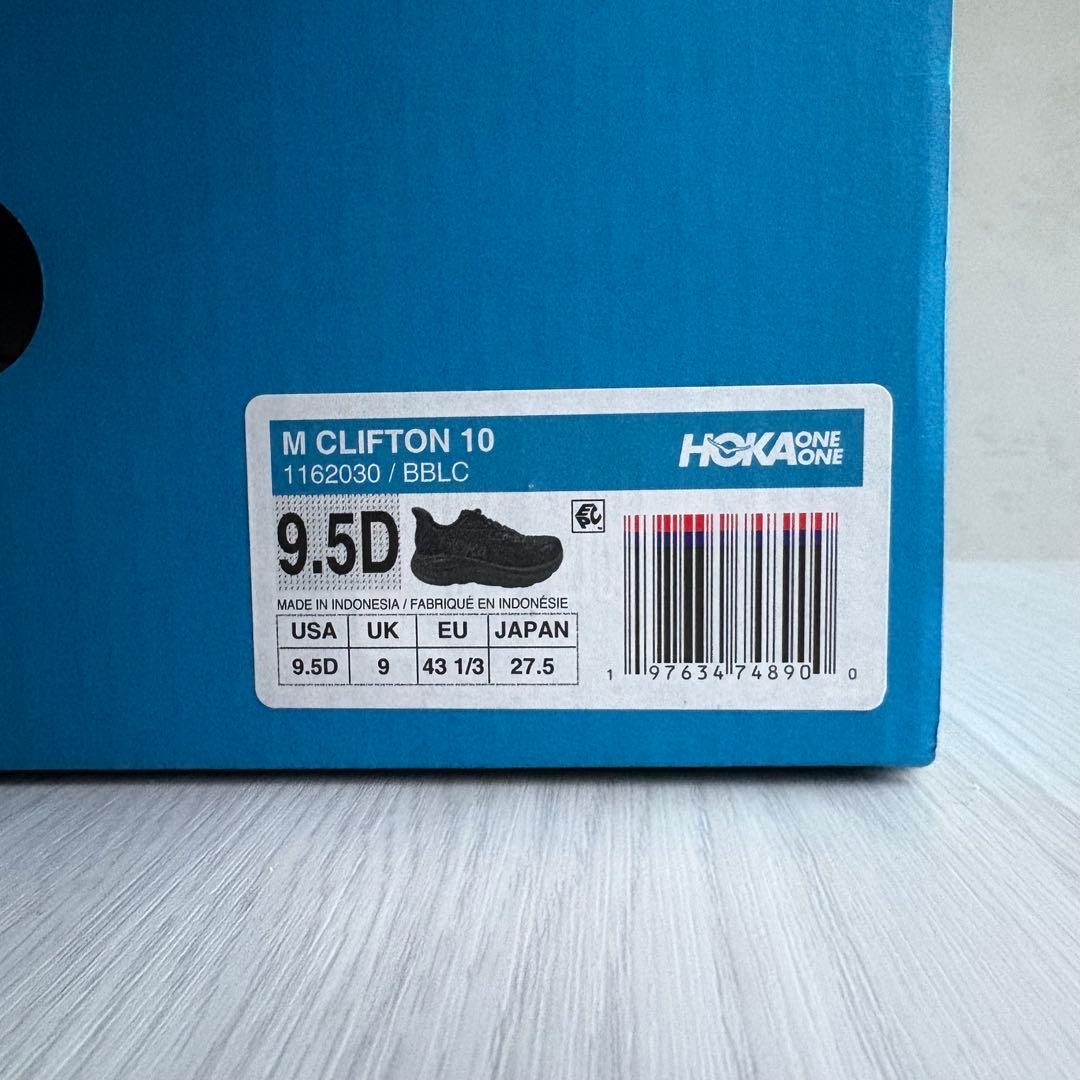 M CLIFTON 10
1162030 / BBLC
HOKA ONE ONE
9.5D
MADE IN INDONESIA / FABRIQUÉ EN INDONÉSIE
USA UK EU JAPAN
9.5D 9 43 1/3 27.5
1 97634 74890 0